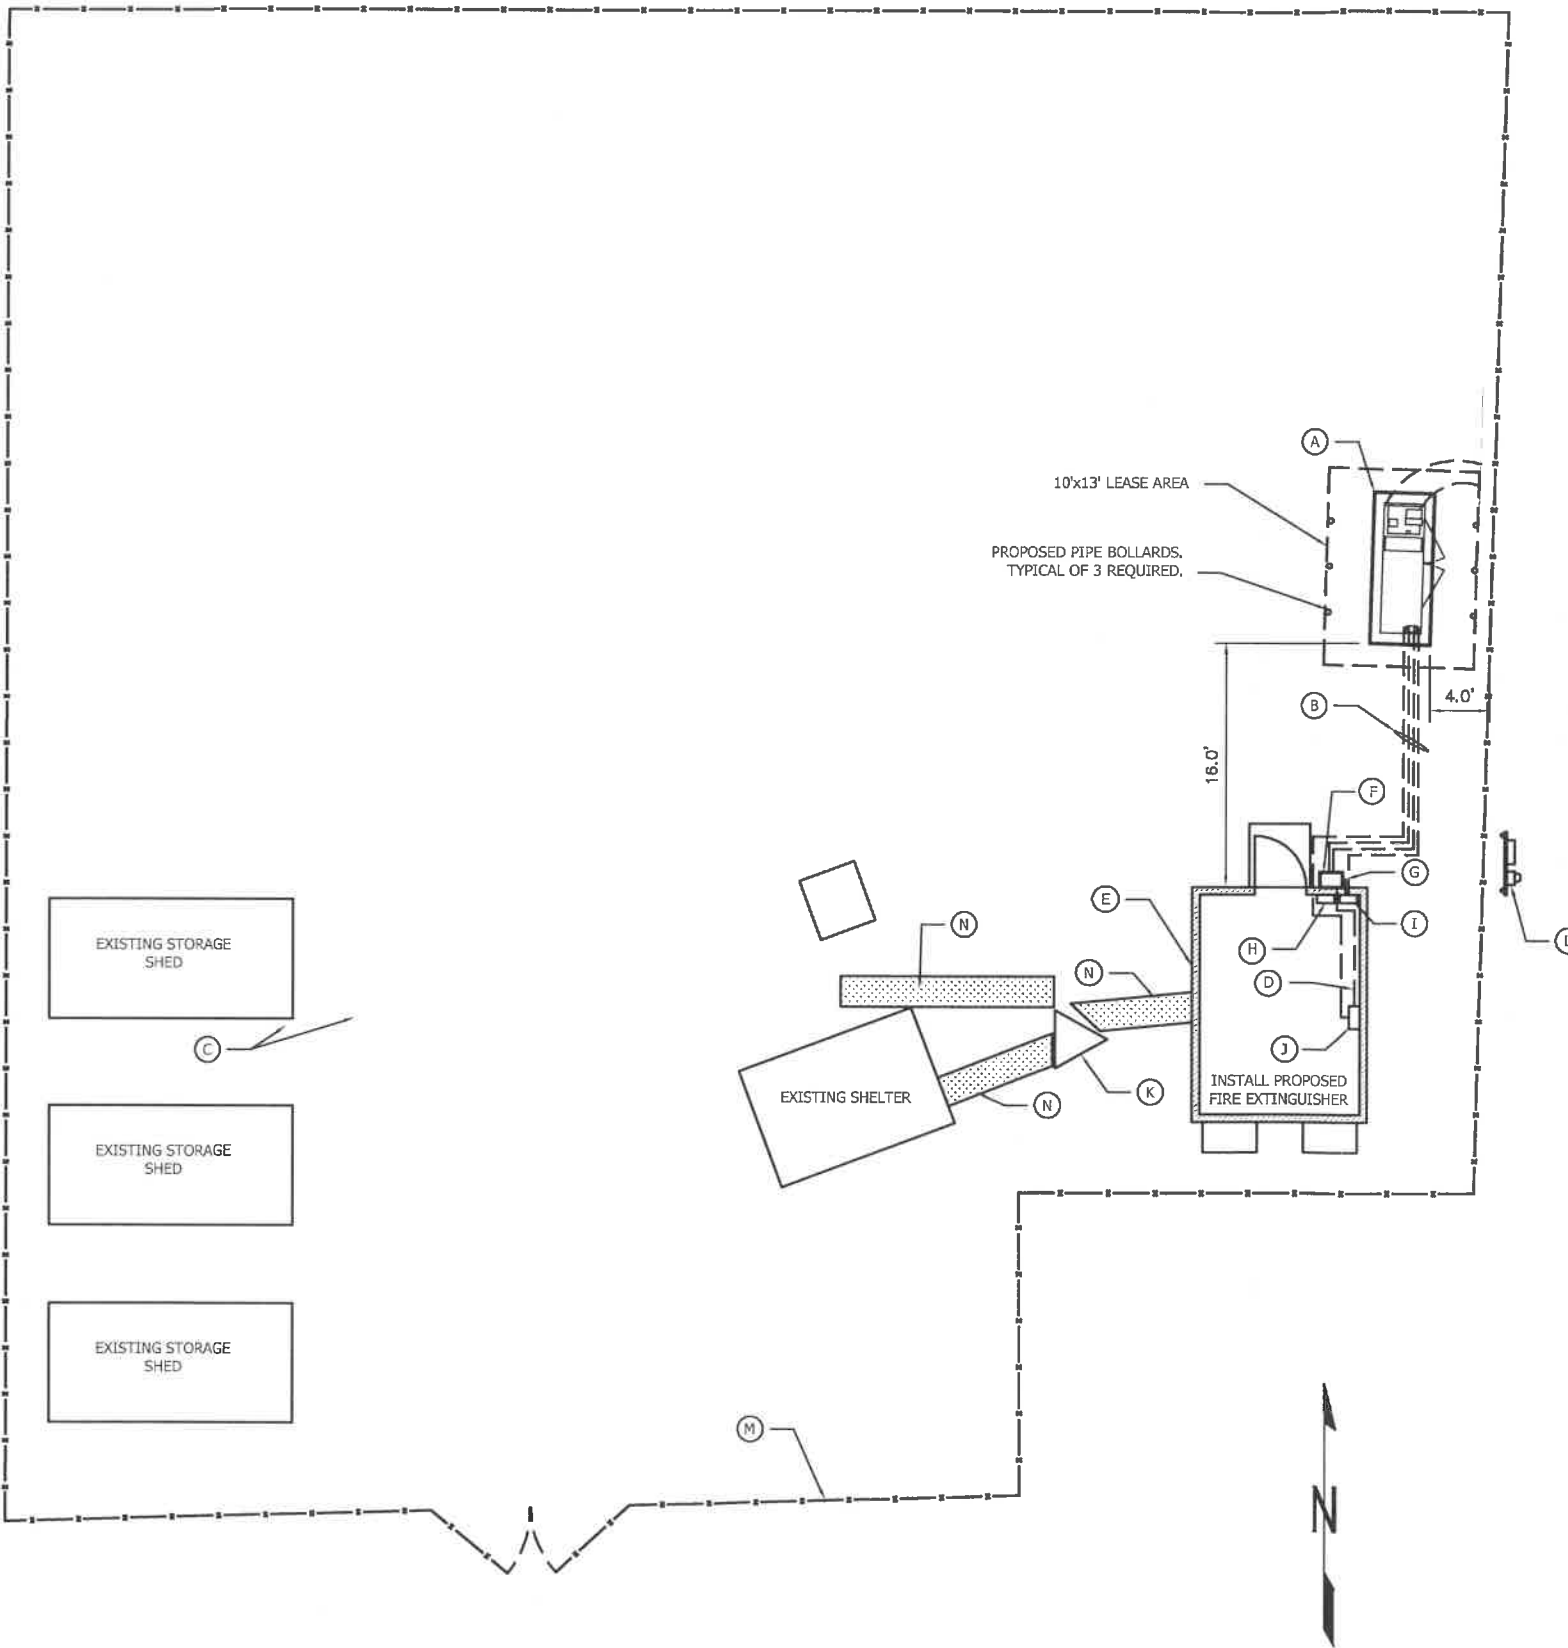 A
10'x13' LEASE AREA
PROPOSED PIPE BOLLARDS.
TYPICAL OF 3 REQUIRED.
B
4.0'
16.0'
F
G
E
I
N
H
L
EXISTING STORAGE
SHED
N
D
C
J
EXISTING SHELTER
K
INSTALL PROPOSED
FIRE EXTINGUISHER
N
EXISTING STORAGE
SHED
EXISTING STORAGE
SHED
M
N